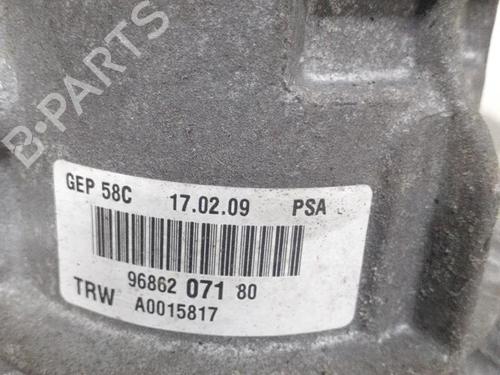 B-PARTS
GEP 58C 17.02.09 PSA
96862 071 80
TRW A0015817